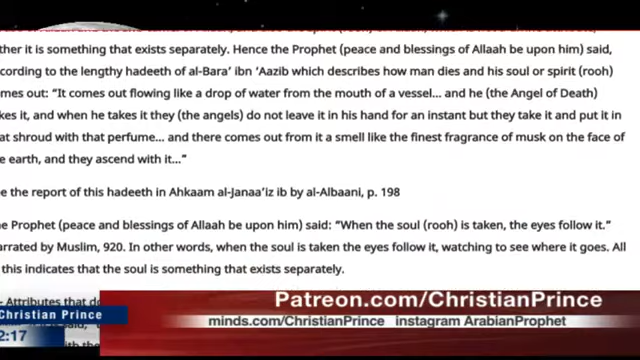 ther it is something that exists separately. Hence the Prophet (peace and blessings of Allaah be upon him) said,
cording to the lengthy hadeeth of al-Bara' ibn 'Aazib which describes how man dies and his soul or spirit (rooh)
mes out: "It comes out flowing like a drop of water from the mouth of a vessel... and he (the Angel of Death)
kes it, and when he takes it they (the angels) do not leave it in his hand for an instant but they take it and put it in
at shroud with that perfume... and there comes out from it a smell like the finest fragrance of musk on the face of
e earth, and they ascend with it..."
e the report of this hadeeth in Ahkaam al-Janaa'iz ib by al-Albaani, p. 198
he Prophet (peace and blessings of Allaah be upon him) said: "When the soul (rooh) is taken, the eyes follow it."
arrated by Muslim, 920. In other words, when the soul is taken the eyes follow it, watching to see where it goes. All
this indicates that the soul is something that exists separately.
Attributes that
Patreon.com/ChristianPrince
Christian Prince
minds.com/ChristianPrince instagram ArabianProphet
2:17